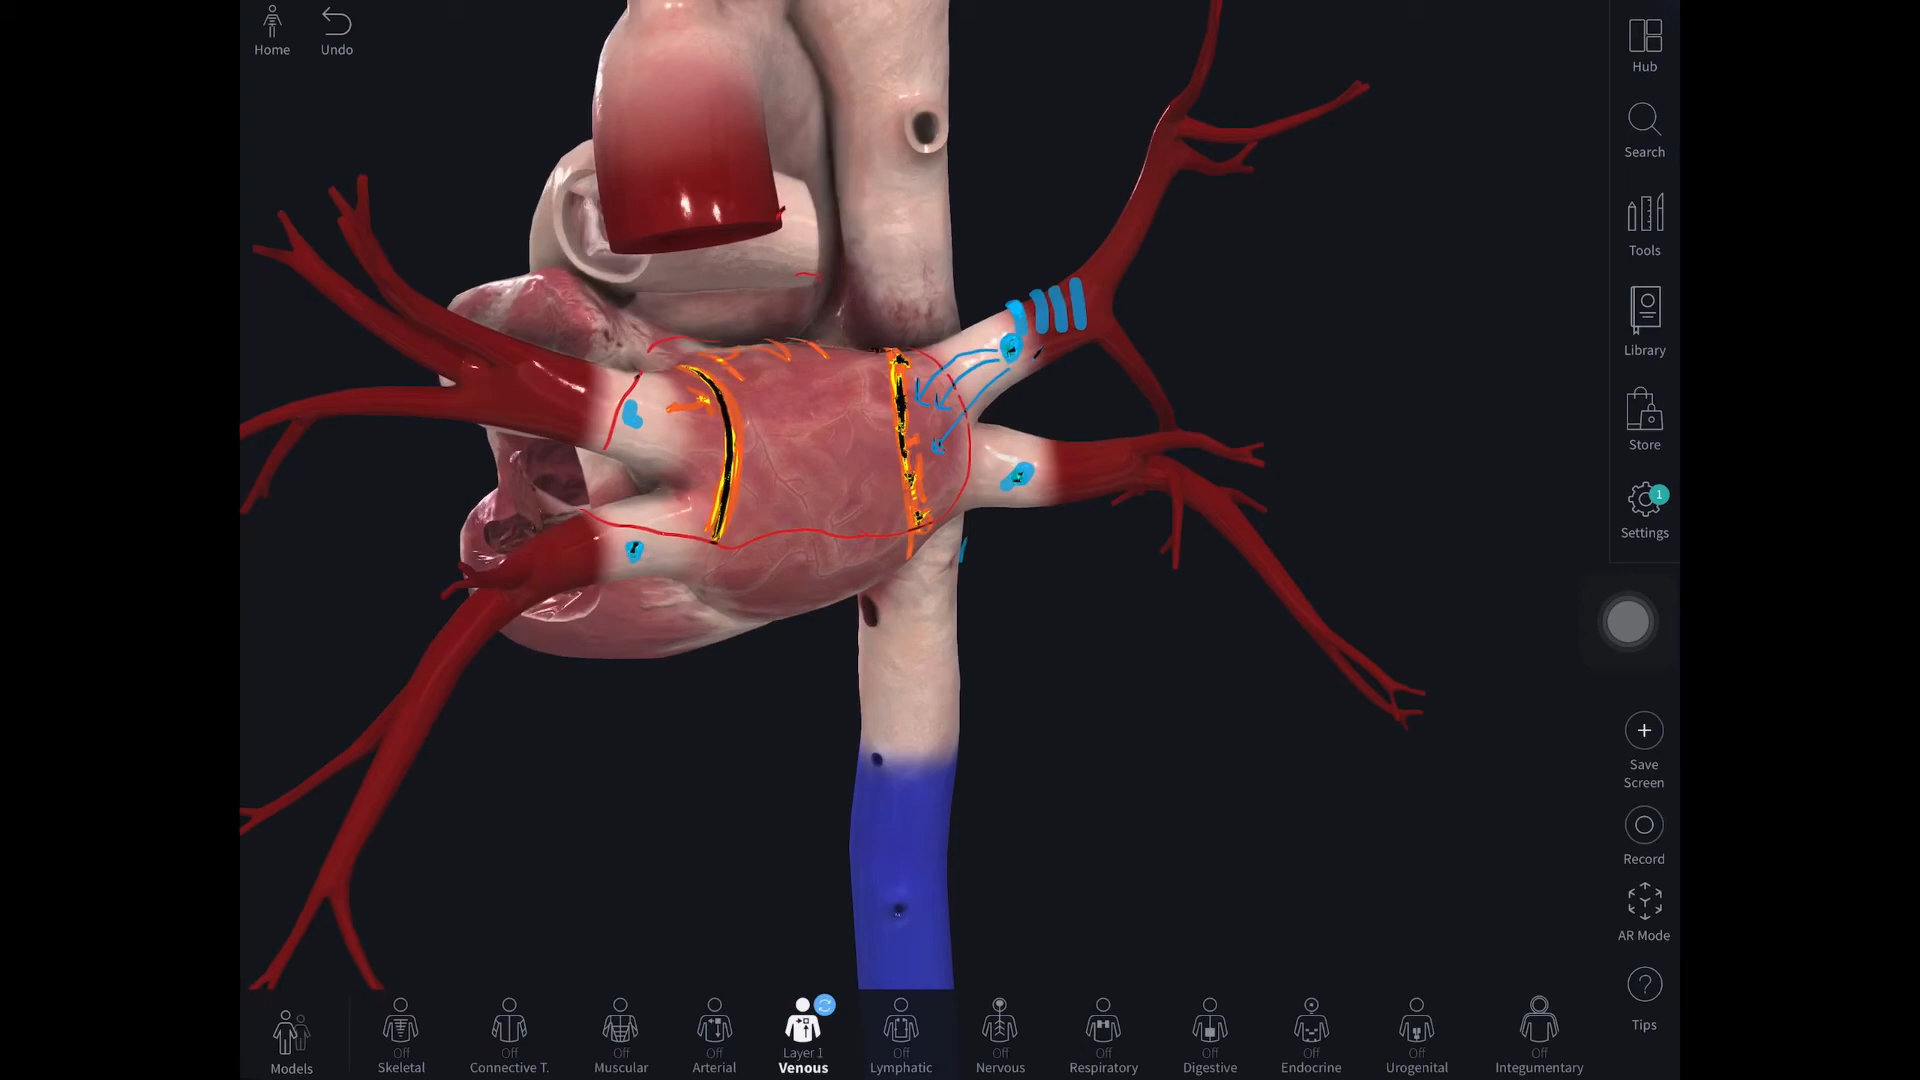 Home
Undo
Hub
Search
Tools
Library
Store
1
Settings
+
Save
Screen
Record
AR Mode
?
Tips
Models
Off
Skeletal
Off
Connective T.
Off
Muscular
Off
Arterial
Layer 1
Venous
Off
Lymphatic
Off
Nervous
Off
Respiratory
Off
Digestive
Off
Endocrine
Off
Urogenital
Off
Integumentary